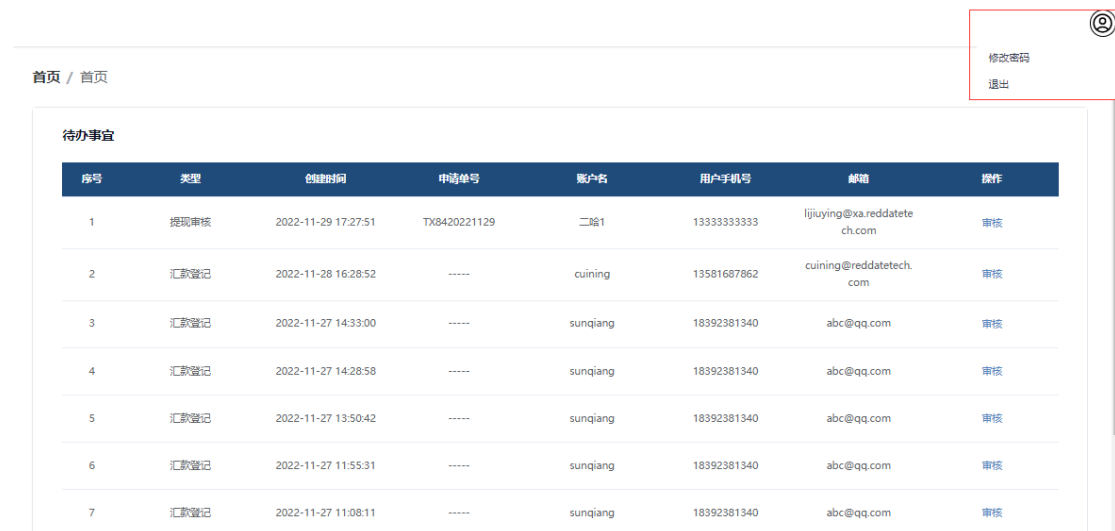 修改密码
退出
首页 / 首页
待办事宜
序号 类型 创建时间 申请单号 账户名 用户手机号 邮箱 操作
1 提现审核 2022-11-29 17:27:51 TX8420221129 二啥1 13333333333 lijiuying@xa.reddatete 审核
ch.com
2 汇款登记 2022-11-28 16:28:52 ----- cuining 13581687862 cuining@reddatetech. 审核
com
3 汇款登记 2022-11-27 14:33:00 ----- sunqiang 18392381340 abc@qq.com 审核
4 汇款登记 2022-11-27 14:28:58 ----- sunqiang 18392381340 abc@qq.com 审核
5 汇款登记 2022-11-27 13:50:42 ----- sunqiang 18392381340 abc@qq.com 审核
6 汇款登记 2022-11-27 11:55:31 ----- sunqiang 18392381340 abc@qq.com 审核
7 汇款登记 2022-11-27 11:08:11 ----- sunqiang 18392381340 abc@qq.com 审核